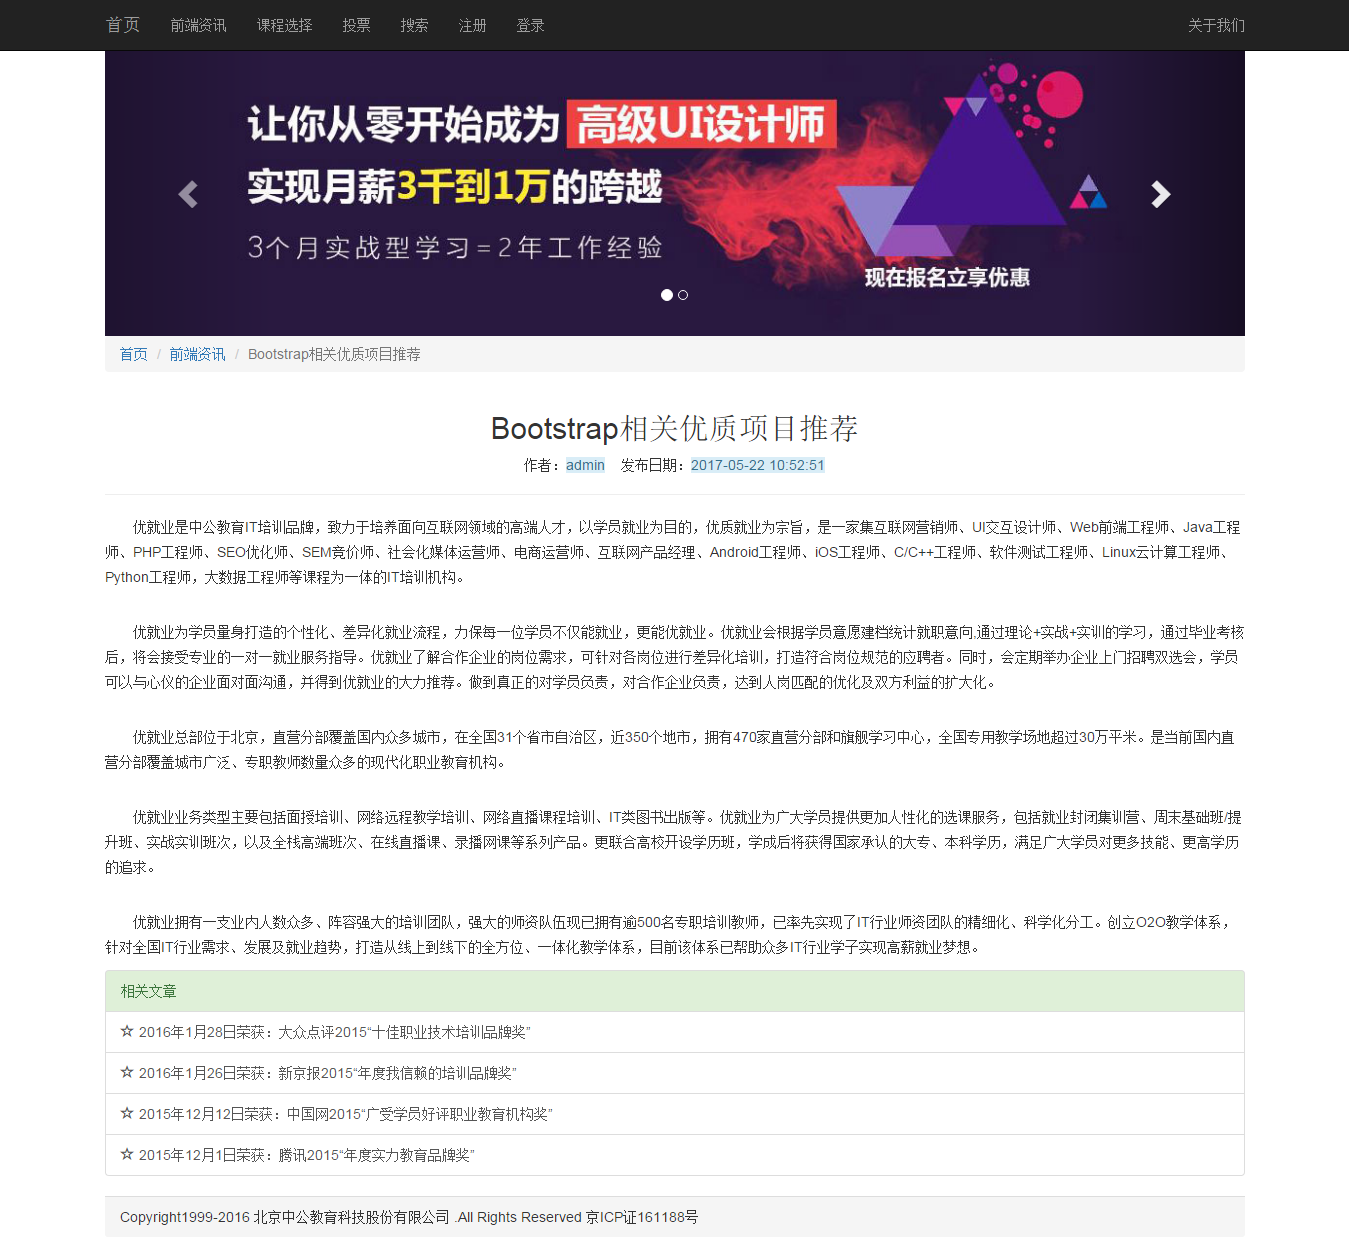 首页 前端资讯 课程选择 投票 搜索 注册 登录 关于我们
让你从零开始成为 高级UI设计师
实现月薪3千到1万的跨越
3个月实战型学习=2年工作经验
现在报名立享优惠
首页 / 前端资讯 / Bootstrap相关优质项目推荐
Bootstrap相关优质项目推荐
作者：admin 发布日期：2017-05-22 10:52:51
优就业是中公教育IT培训品牌，致力于培养面向互联网领域的高端人才，以学员就业为目的，优质就业为宗旨，是一家集互联网营销师、UI交互设计师、Web前端工程师、Java工程
师、PHP工程师、SEO优化师、SEM竞价师、社会化媒体运营师、电商运营师、互联网产品经理、Android工程师、iOS工程师、C/C++工程师、软件测试工程师、Linux云计算工程师、
Python工程师，大数据工程师等课程为一体的IT培训机构。
优就业为学员量身打造的个性化、差异化就业流程，力保每一位学员不仅能就业，更能优就业。优就业会根据学员意愿建档统计就职意向,通过理论+实战+实训的学习，通过毕业考核
后，将会接受专业的一对一就业服务指导。优就业了解合作企业的岗位需求，可针对各岗位进行差异化培训，打造符合岗位规范的应聘者。同时，会定期举办企业上门招聘双选会，学员
可以与心仪的企业面对面沟通，并得到优就业的大力推荐。做到真正的对学员负责，对合作企业负责，达到人岗匹配的优化及双方利益的扩大化。
优就业总部位于北京，直营分部覆盖国内众多城市，在全国31个省市自治区，近350个地市，拥有470家直营分部和旗舰学习中心，全国专用教学场地超过30万平米。是当前国内直
营分部覆盖城市广泛、专职教师数量众多的现代化职业教育机构。
优就业业务类型主要包括面授培训、网络远程教学培训、网络直播课程培训、IT类图书出版等。优就业为广大学员提供更加人性化的选课服务，包括就业封闭集训营、周末基础班/提
升班、实战实训班次，以及全栈高端班次、在线直播课、录播网课等系列产品。更联合高校开设学历班，学成后将获得国家承认的大专、本科学历，满足广大学员对更多技能、更高学历
的追求。
优就业拥有一支业内人数众多、阵容强大的培训团队，强大的师资队伍现已拥有逾500名专职培训教师，已率先实现了IT行业师资团队的精细化、科学化分工。创立O2O教学体系，
针对全国IT行业需求、发展及就业趋势，打造从线上到线下的全方位、一体化教学体系，目前该体系已帮助众多IT行业学子实现高薪就业梦想。
相关文章
☆ 2016年1月28日荣获：大众点评2015“十佳职业技术培训品牌奖”
☆ 2016年1月26日荣获：新京报2015“年度我信赖的培训品牌奖”
☆ 2015年12月12日荣获：中国网2015“广受学员好评职业教育机构奖”
☆ 2015年12月1日荣获：腾讯2015“年度实力教育品牌奖”
Copyright1999-2016 北京中公教育科技股份有限公司 .All Rights Reserved 京ICP证161188号